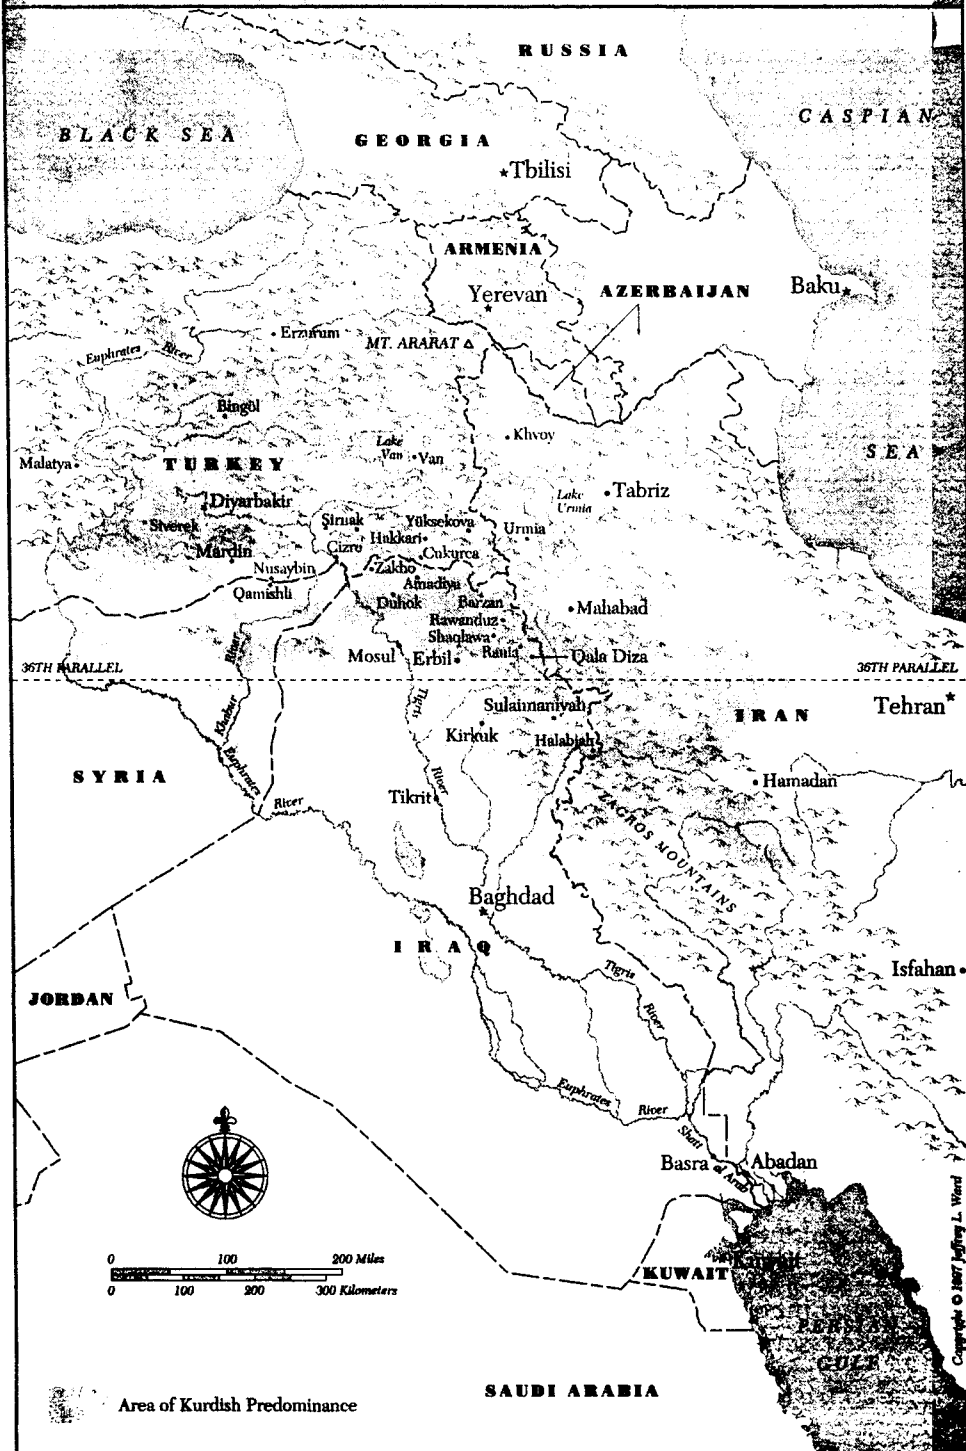 RUSSIA
CASPIAN
BLACK SEA
GEORGIA
Tbilisi
ARMENIA
Yerevan
AZERBAIJAN
Baku
Erzurum
MT. ARARAT
Euphrates River
Bingöl
Khvoy
Lake
Van
Van
SEA
Malatya
TURKEY
Tabriz
Lake
Urmia
Diyarbakir
Siverek
Şirnak
Yüksekova
Urmia
Hakkari
Mardin
Cizre
Cukurca
Nusaybin
Zakho
Qamishli
Amadiya
Duhok
Barzan
Mahabad
Rawanduz
Shaqlawa
River
Mosul
Erbil
Rania
Qala Diza
36TH PARALLEL
36TH PARALLEL
Tehran
Tigris
Sulaimaniyah
IRAN
Khabur
Kirkuk
Halabjah
SYRIA
Euphrates
River
River
Tikrit
Hamadan
ZAGROS MOUNTAINS
Baghdad
IRAQ
Tigris
River
Isfahan
JORDAN
Euphrates
River
Shatt
al Arab
Basra
Abadan
0 100 200 Miles
0 100 200 300 Kilometers
KUWAIT
Kuwait
PERSIAN
GULF
SAUDI ARABIA
Area of Kurdish Predominance
Copyright © 1997 Jeffrey L. Ward